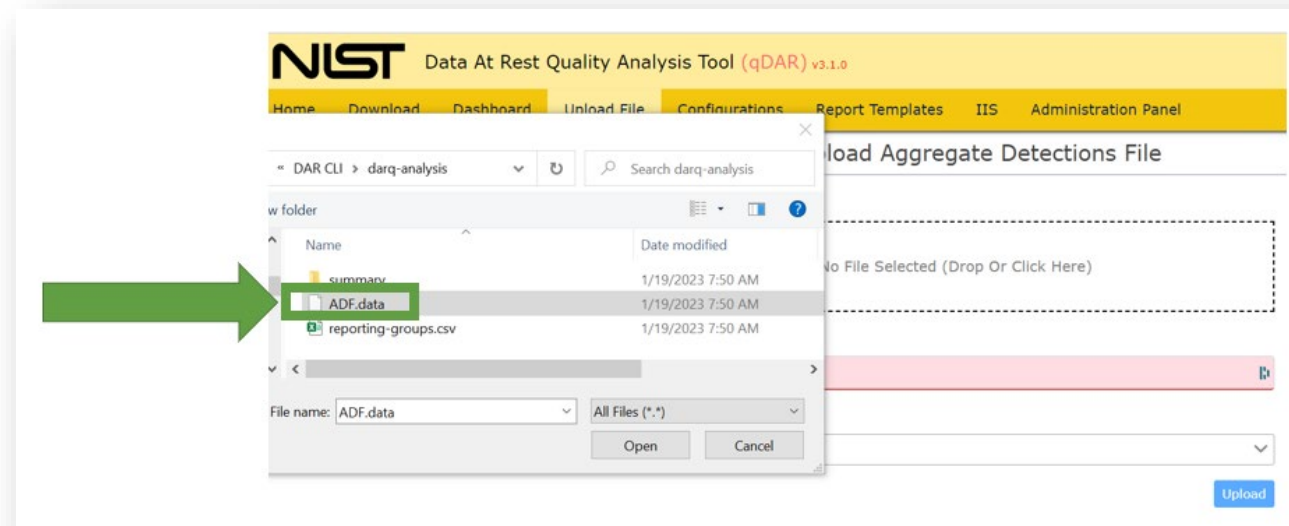 NIST Data At Rest Quality Analysis Tool (qDAR) v3.1.0
Home Download Dashboard Upload File Configurations Report Templates IIS Administration Panel
load Aggregate Detections File
« DAR CLI > darq-analysis
Search darq-analysis
w folder
Name Date modified
summary 1/19/2023 7:50 AM
ADF.data 1/19/2023 7:50 AM
reporting-groups.csv 1/19/2023 7:50 AM
No File Selected (Drop Or Click Here)
File name: ADF.data All Files (*.*)
Open Cancel
Upload